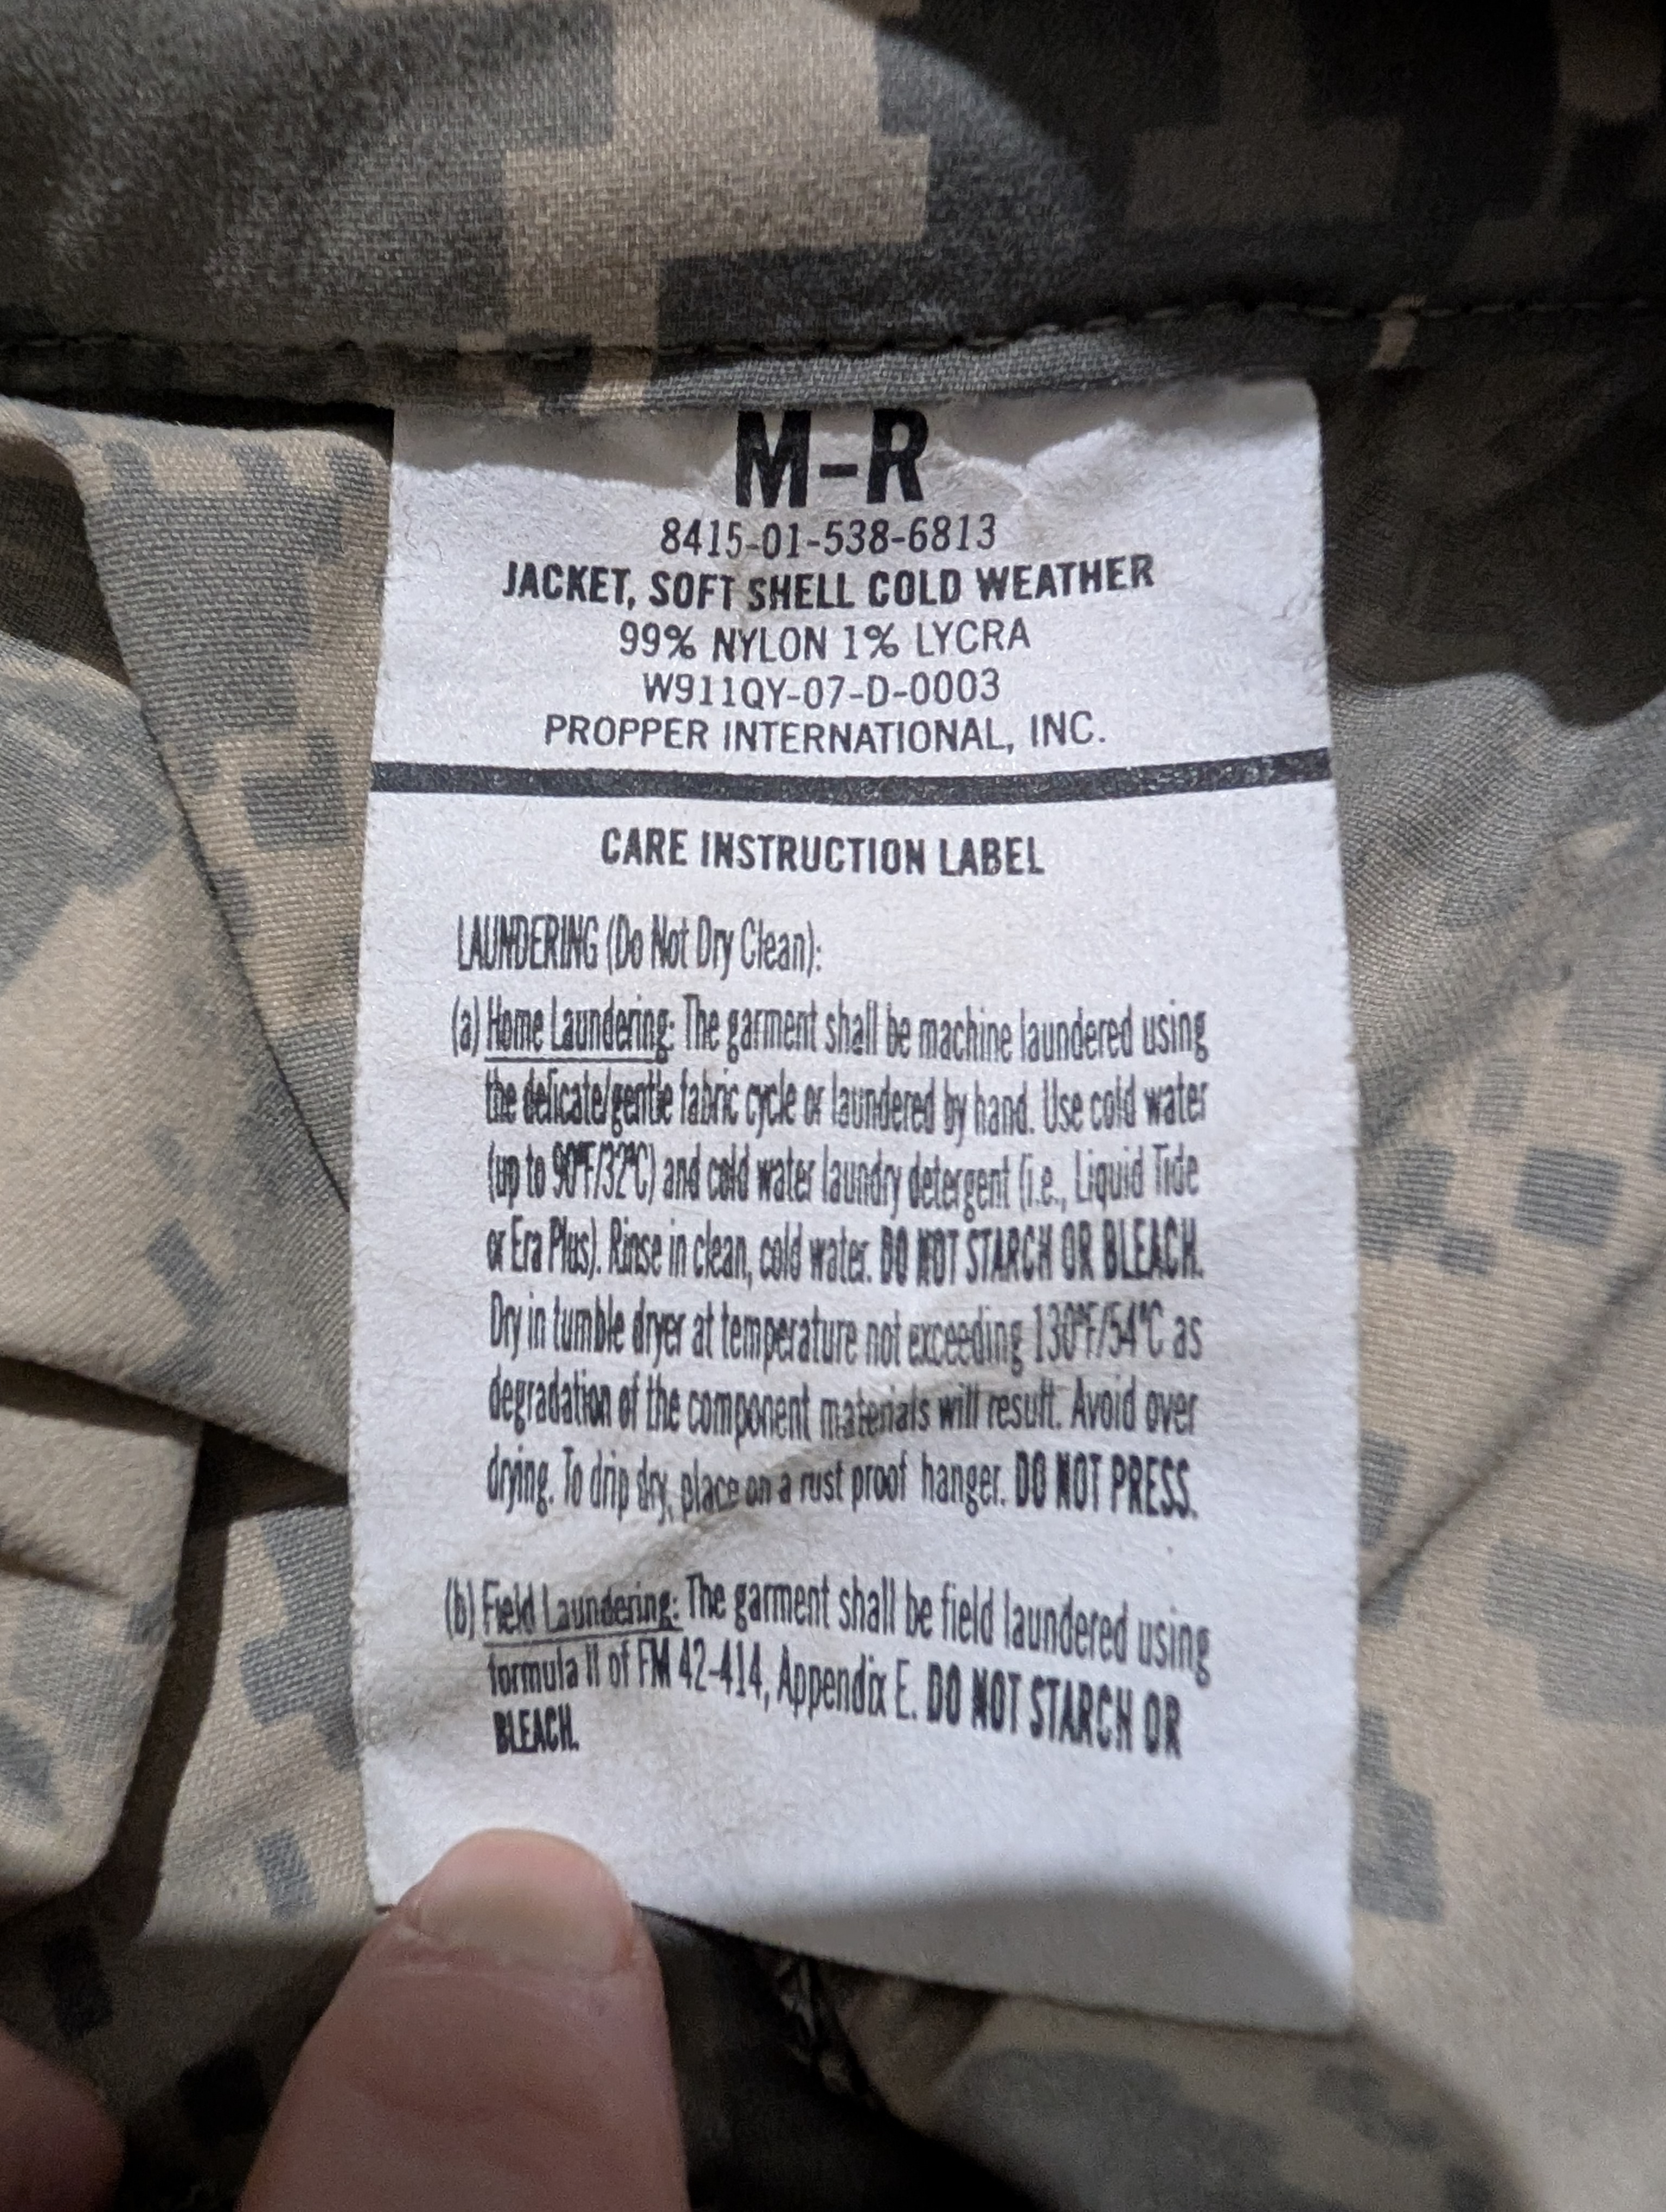 M-R
8415-01-538-6813
JACKET, SOFT SHELL COLD WEATHER
99% NYLON 1% LYCRA
W911QY-07-D-0003
PROPPER INTERNATIONAL, INC.
CARE INSTRUCTION LABEL
LAUNDERING (Do Not Dry Clean):
(a) Home Laundering: The garment shall be machine laundered using
the delicate/gentle fabric cycle or laundered by hand. Use cold water
(up to 90°F/32°C) and cold water laundry detergent (i.e., Liquid Tide
or Era Plus). Rinse in clean, cold water. DO NOT STARCH OR BLEACH.
Dry in tumble dryer at temperature not exceeding 130°F/54°C as
degradation of the component materials will result. Avoid over
drying. To drip dry, place on a rust proof hanger. DO NOT PRESS.
(b) Field Laundering: The garment shall be field laundered using
formula II of FM 42-414, Appendix E. DO NOT STARCH OR
BLEACH.